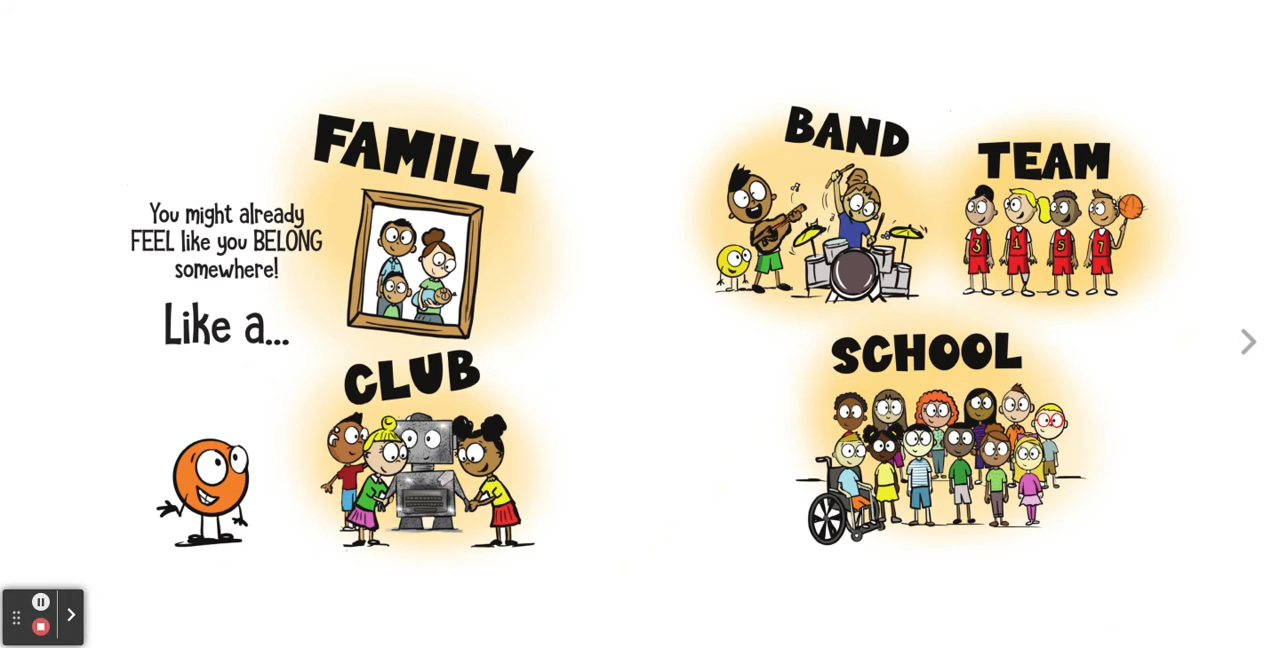 You might already
FEEL like you BELONG
somewhere!
Like a...
FAMILY
CLUB
BAND
TEAM
3 1 5 7
SCHOOL